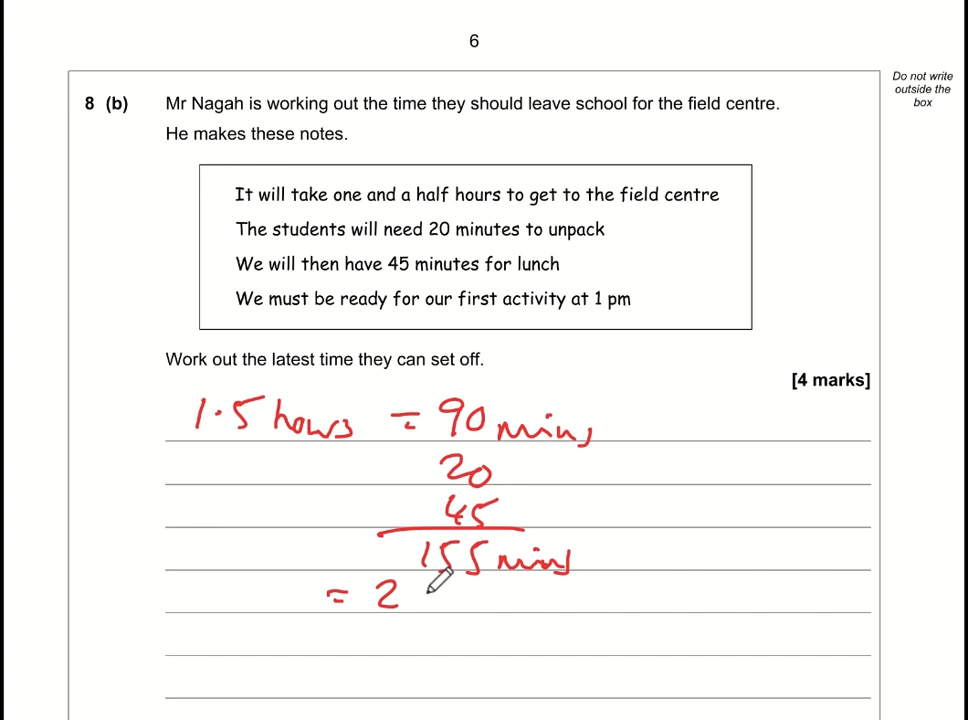 6
Do not write
outside the
box
8 (b) Mr Nagah is working out the time they should leave school for the field centre.
He makes these notes.
It will take one and a half hours to get to the field centre
The students will need 20 minutes to unpack
We will then have 45 minutes for lunch
We must be ready for our first activity at 1 pm
Work out the latest time they can set off.
[4 marks]
1.5 hours = 90 mins
20
45
155 mins
= 2